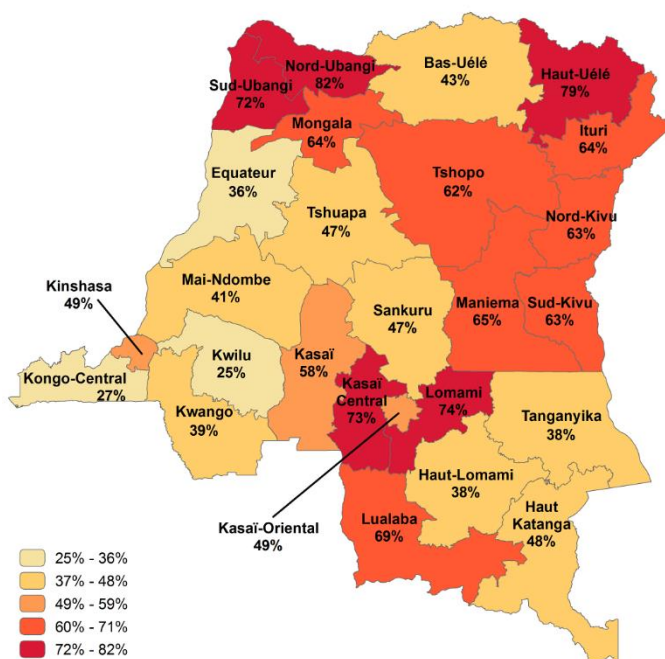 Nord-Ubangi
82%
Sud-Ubangi
72%
Bas-Uélé
43%
Haut-Uélé
79%
Mongala
64%
Ituri
64%
Equateur
36%
Tshopo
62%
Tshuapa
47%
Nord-Kivu
63%
Kinshasa
49%
Mai-Ndombe
41%
Sankuru
47%
Maniema
65%
Sud-Kivu
63%
Kongo-Central
27%
Kwilu
25%
Kasaï
58%
Kasaï
Central
73%
Lomami
74%
Kwango
39%
Tanganyika
38%
Haut-Lomami
38%
Kasaï-Oriental
49%
Lualaba
69%
Haut
Katanga
48%
25% - 36%
37% - 48%
49% - 59%
60% - 71%
72% - 82%